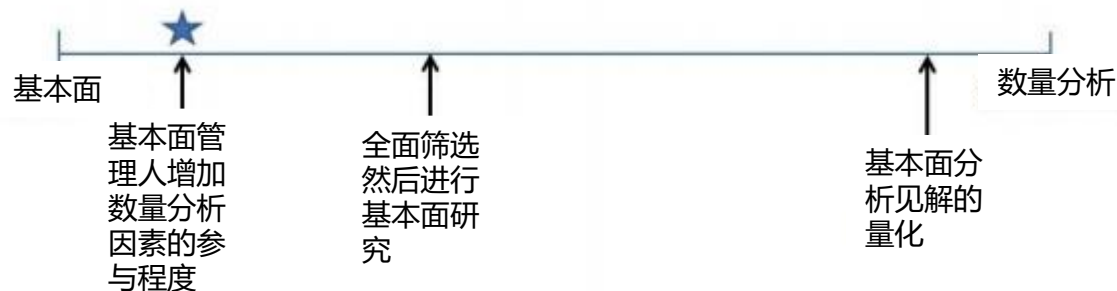 基本面
数量分析
基本面管
理人增加
数量分析
因素的参
与程度
全面筛选
然后进行
基本面研
究
基本面分
析见解的
量化